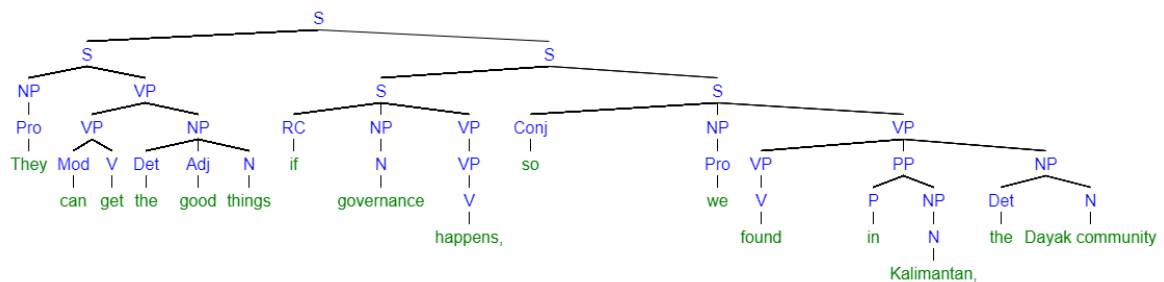 S
S S
NP VP S S
Pro VP NP RC NP VP Conj NP VP
They Mod V Det Adj N if N VP so Pro VP PP NP
can get the good things governance V we V P NP Det N
happens, found in N the Dayak community
Kalimantan,